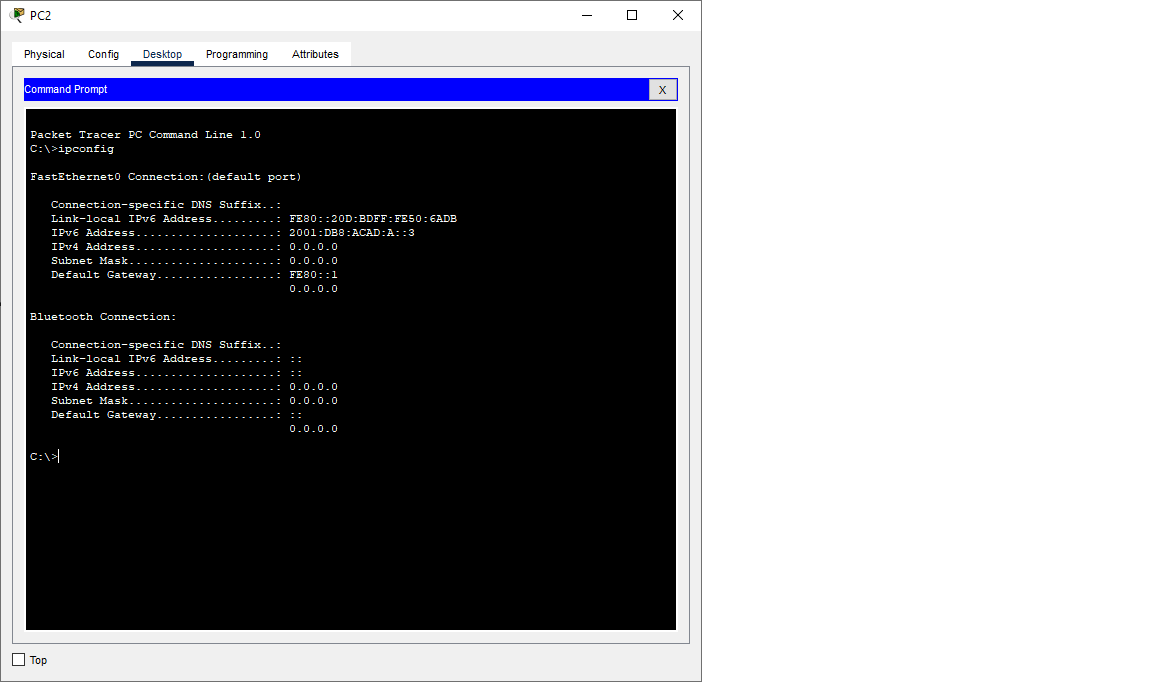 PC2
Physical Config Desktop Programming Attributes
Command Prompt X
Packet Tracer PC Command Line 1.0
C:\>ipconfig
FastEthernet0 Connection:(default port)
Connection-specific DNS Suffix..:
Link-local IPv6 Address.........: FE80::20D:BDFF:FE50:6ADB
IPv6 Address....................: 2001:DB8:ACAD:A::3
IPv4 Address....................: 0.0.0.0
Subnet Mask.....................: 0.0.0.0
Default Gateway.................: FE80::1
0.0.0.0
Bluetooth Connection:
Connection-specific DNS Suffix..:
Link-local IPv6 Address.........: ::
IPv6 Address....................: ::
IPv4 Address....................: 0.0.0.0
Subnet Mask.....................: 0.0.0.0
Default Gateway.................: ::
0.0.0.0
C:\>
Top